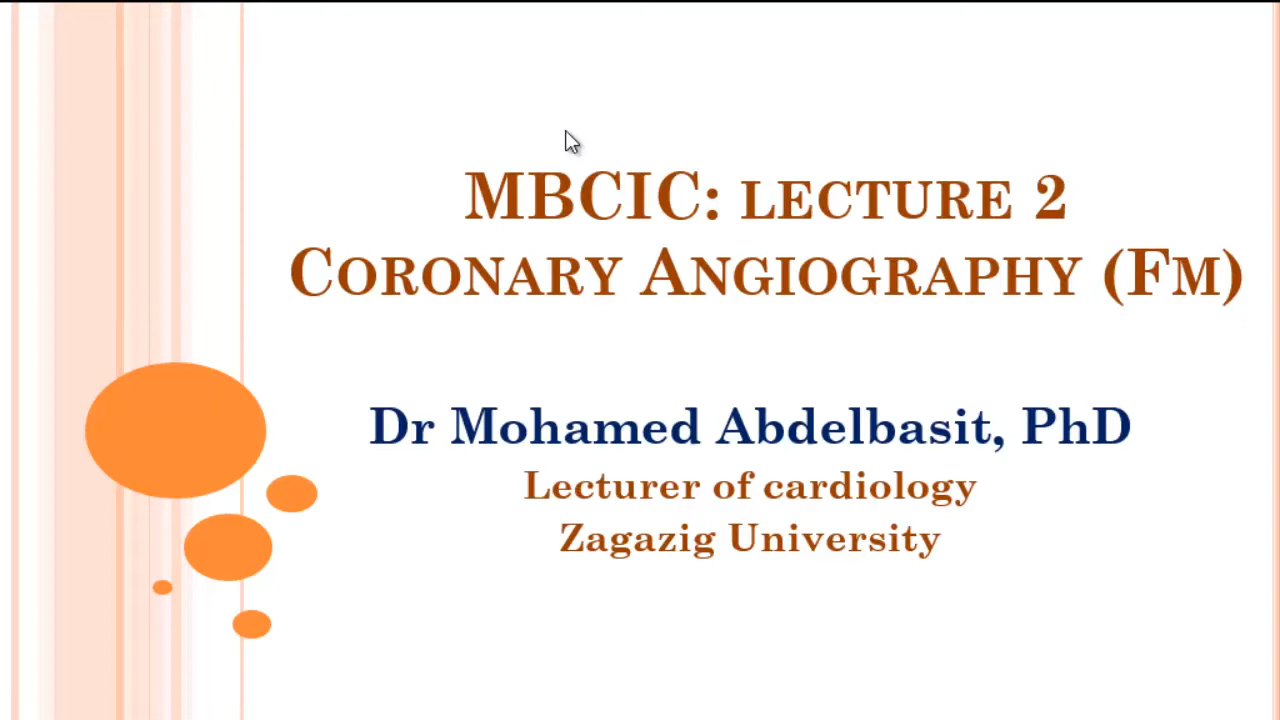 MBCIC: LECTURE 2
CORONARY ANGIOGRAPHY (FM)
Dr Mohamed Abdelbasit, PhD
Lecturer of cardiology
Zagazig University